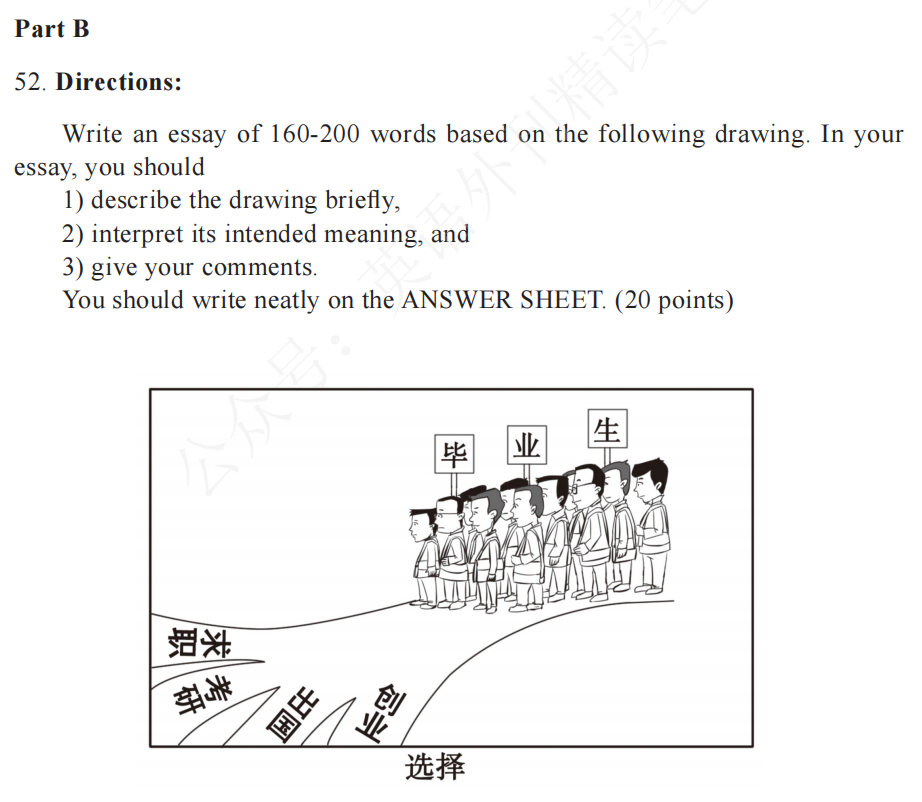 Part B
52. Directions:
Write an essay of 160-200 words based on the following drawing. In your
essay, you should
1) describe the drawing briefly,
2) interpret its intended meaning, and
3) give your comments.
You should write neatly on the ANSWER SHEET. (20 points)
公众号：英语外刊精读笔
毕业生
求职
考研
出国
创业
选择